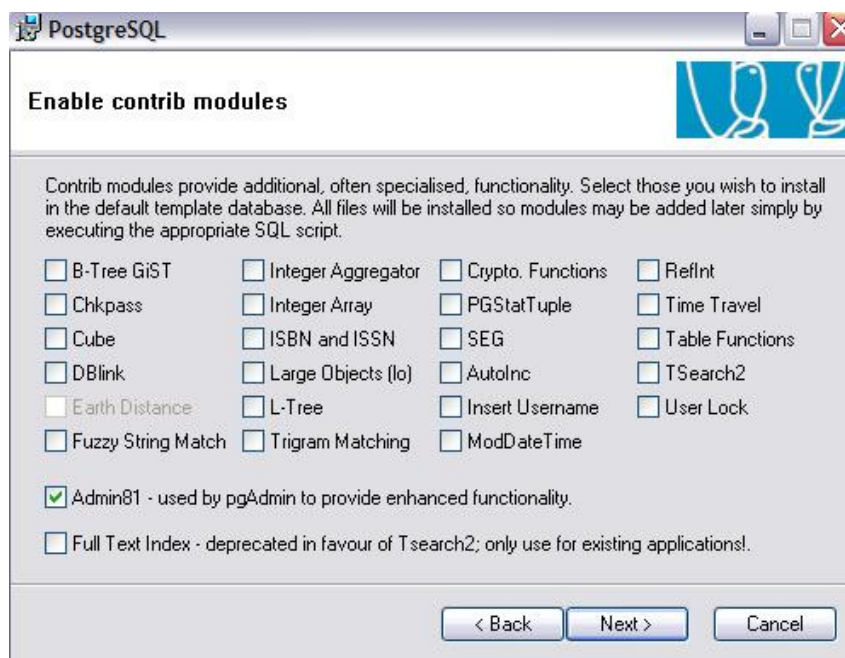 PostgreSQL
Enable contrib modules
Contrib modules provide additional, often specialised, functionality. Select those you wish to install
in the default template database. All files will be installed so modules may be added later simply by
executing the appropriate SQL script.
B-Tree GiST Integer Aggregator Crypto. Functions RefInt
Chkpass Integer Array PGStatTuple Time Travel
Cube ISBN and ISSN SEG Table Functions
DBlink Large Objects (lo) AutoInc TSearch2
Earth Distance L-Tree Insert Username User Lock
Fuzzy String Match Trigram Matching ModDateTime
Admin81 - used by pgAdmin to provide enhanced functionality.
Full Text Index - deprecated in favour of Tsearch2; only use for existing applications!.
< Back Next > Cancel